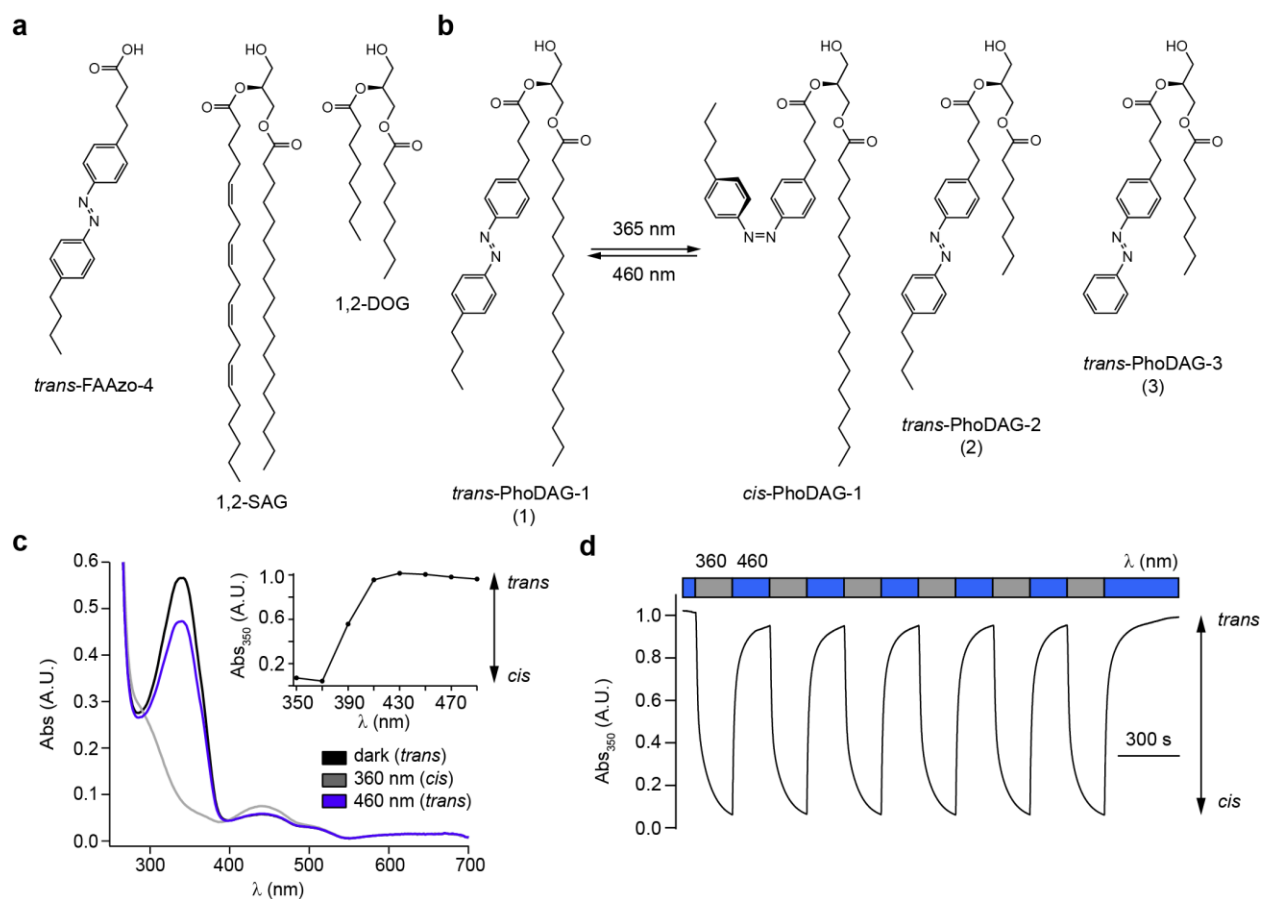 a
b
OH
O
N
N
trans-FAAzo-4
HO
O
O
O
O
1,2-SAG
HO
O
O
O
O
1,2-DOG
HO
O
O
O
O
N
N
trans-PhoDAG-1
(1)
365 nm
460 nm
HO
O
O
O
O
N=N
cis-PhoDAG-1
HO
O
O
O
O
N
N
trans-PhoDAG-2
(2)
HO
O
O
O
O
N
N
trans-PhoDAG-3
(3)
c
Abs (A.U.)
0.6
0.5
0.4
0.3
0.2
0.1
0.0
300 400 500 600 700
λ (nm)
Abs350 (A.U.)
1.0
0.8
0.6
0.4
0.2
350 390 430 470
λ (nm)
trans
cis
dark (trans)
360 nm (cis)
460 nm (trans)
d
360 460 λ (nm)
Abs350 (A.U.)
1.0
0.8
0.6
0.4
0.2
0.0
300 s
trans
cis